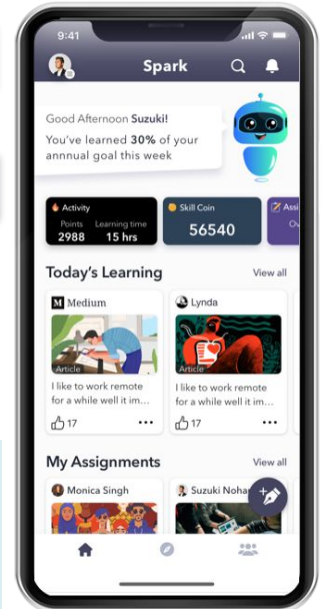 9:41
Spark
Good Afternoon Suzuki!
You've learned 30% of your
annnual goal this week
Activity
Points Learning time
2988 15 hrs
Skill Coin
56540
Assi
Ov
Today's Learning View all
M Medium
Article
I like to work remote
for a while well it im...
17
Lynda
Article
I like to work remote
for a while well it im...
17
My Assignments View all
Monica Singh
Suzuki Noha